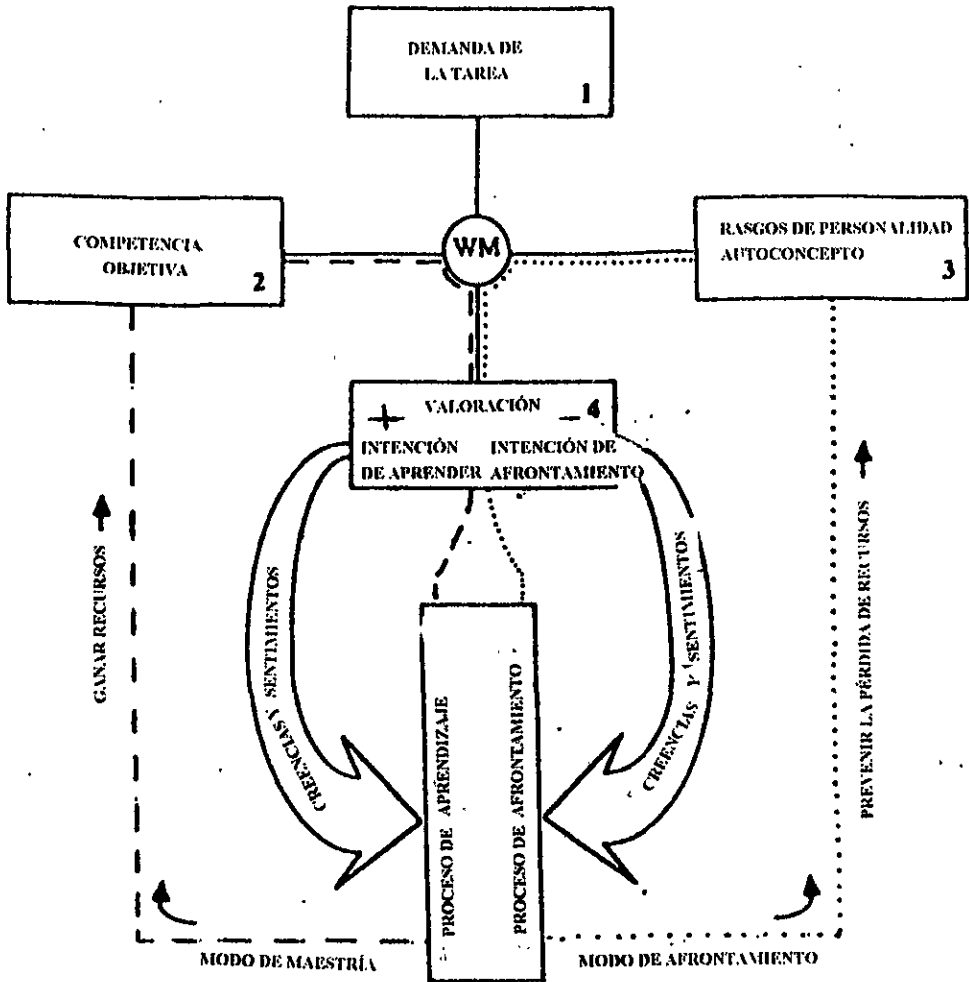 DEMANDA DE
LA TAREA
1
COMPETENCIA
OBJETIVA
2
WM
RASGOS DE PERSONALIDAD
AUTOCONCEPTO
3
+ VALORACIÓN – 4
INTENCIÓN
DE APRENDER
INTENCIÓN DE
AFRONTAMIENTO
GANAR RECURSOS
CREENCIAS Y SENTIMIENTOS
PROCESO DE APRENDIZAJE
PROCESO DE AFRONTAMIENTO
CREENCIAS Y SENTIMIENTOS
PREVENIR LA PÉRDIDA DE RECURSOS
MODO DE MAESTRÍA
MODO DE AFRONTAMIENTO